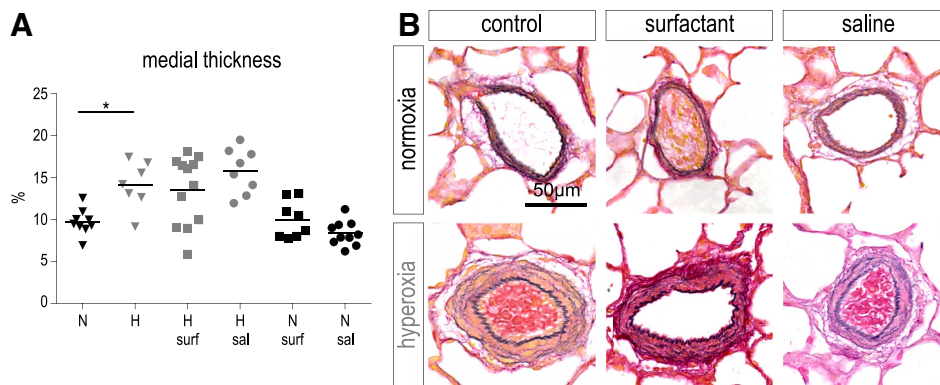 A
medial thickness
25
20
15
10
5
0
%
*
N
H
H
surf
H
sal
N
surf
N
sal
B
control
surfactant
saline
normoxia
50µm
hyperoxia